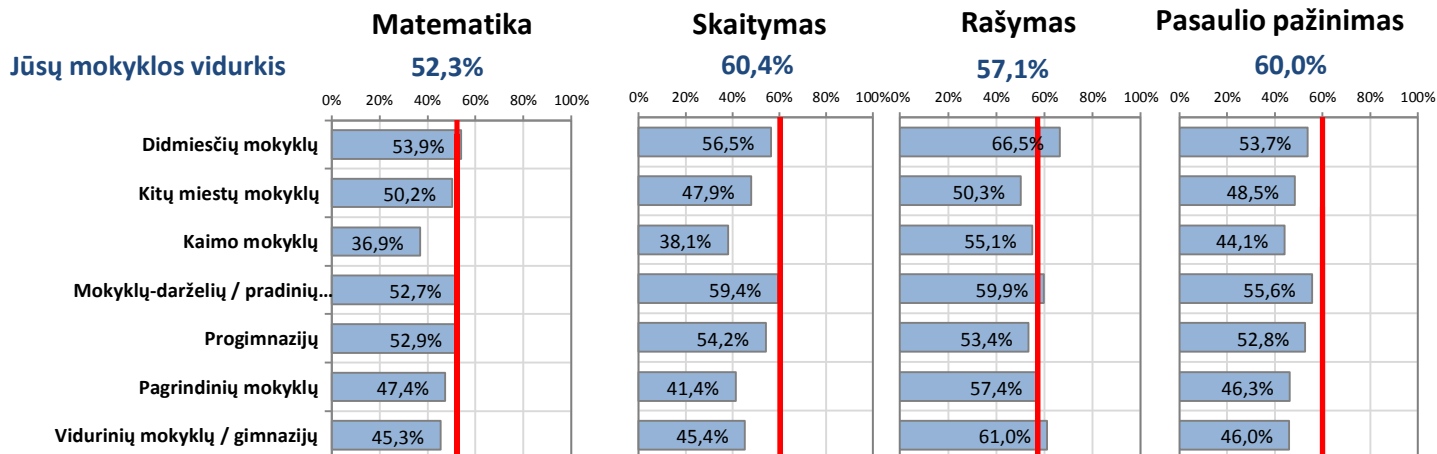 Matematika Skaitymas Rašymas Pasaulio pažinimas
Jūsų mokyklos vidurkis 52,3% 60,4% 57,1% 60,0%
0% 20% 40% 60% 80% 100% 0% 20% 40% 60% 80% 100% 0% 20% 40% 60% 80% 100% 0% 20% 40% 60% 80% 100%
Didmiesčių mokyklų 53,9% 56,5% 66,5% 53,7%
Kitų miestų mokyklų 50,2% 47,9% 50,3% 48,5%
Kaimo mokyklų 36,9% 38,1% 55,1% 44,1%
Mokyklų-darželių / pradinių... 52,7% 59,4% 59,9% 55,6%
Progimnazijų 52,9% 54,2% 53,4% 52,8%
Pagrindinių mokyklų 47,4% 41,4% 57,4% 46,3%
Vidurinių mokyklų / gimnazijų 45,3% 45,4% 61,0% 46,0%